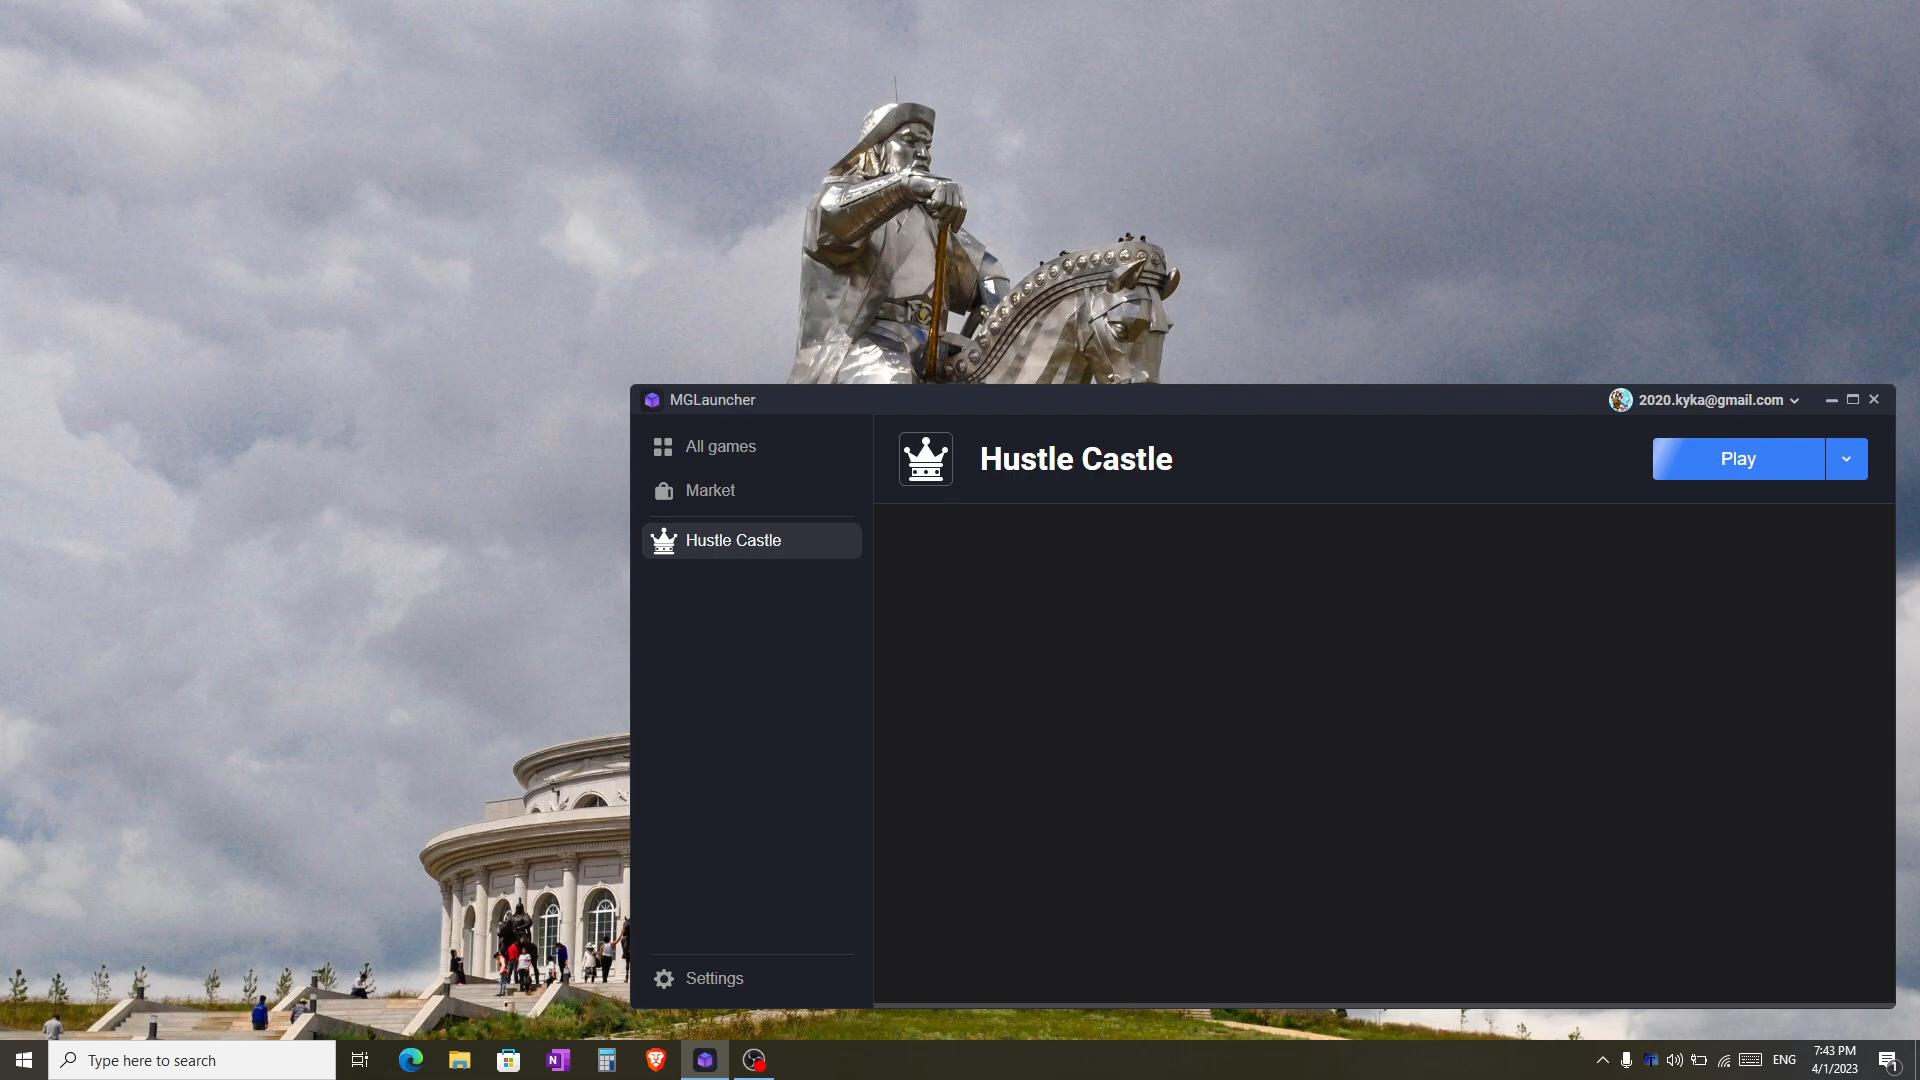 MGLauncher
2020.kyka@gmail.com
All games
Market
Hustle Castle
Hustle Castle
Play
Settings
Type here to search
N
T
ENG
7:43 PM
4/1/2023
1